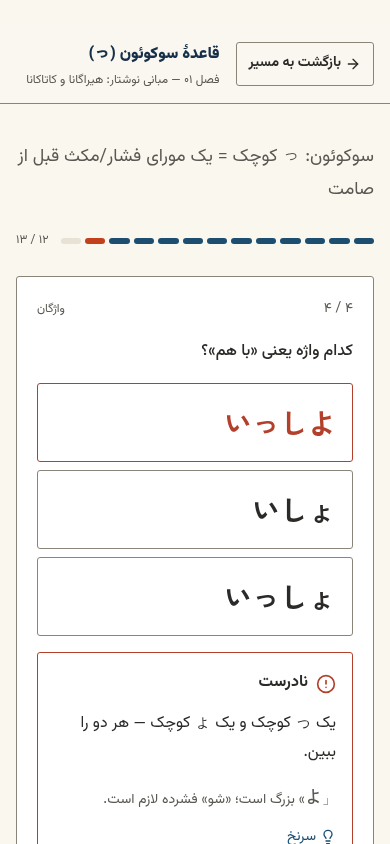 بازگشت به مسیر
قاعدهٔ سوکوئون (っ)
فصل ۰۱ — مبانی نوشتار: هیراگانا و کاتاکانا
سوکوئون: っ کوچک = یک مورای فشار/مکث قبل از
صامت
۱۲ / ۱۳
۴ / ۴
واژگان
کدام واژه یعنی «با هم»؟
いっしよ
いしょ
いっしょ
نادرست
یک っ کوچک و یک ょ کوچک — هر دو را
ببین.
「よ» بزرگ است؛ «شو» فشرده لازم است.
سرنخ